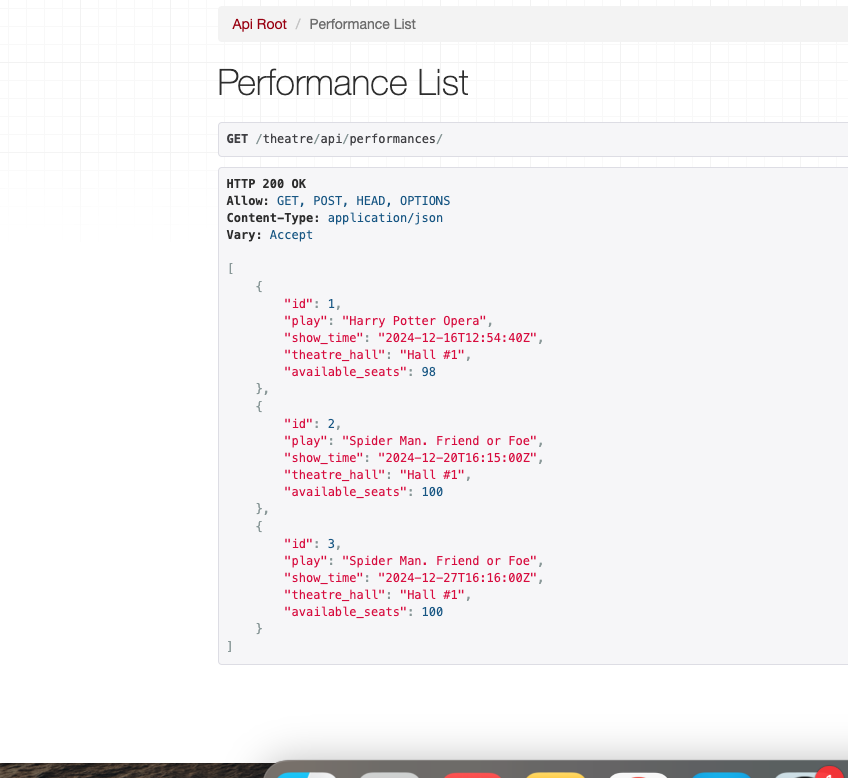 Api Root / Performance List
Performance List
GET /theatre/api/performances/
HTTP 200 OK
Allow: GET, POST, HEAD, OPTIONS
Content-Type: application/json
Vary: Accept
[
    {
        "id": 1,
        "play": "Harry Potter Opera",
        "show_time": "2024-12-16T12:54:40Z",
        "theatre_hall": "Hall #1",
        "available_seats": 98
    },
    {
        "id": 2,
        "play": "Spider Man. Friend or Foe",
        "show_time": "2024-12-20T16:15:00Z",
        "theatre_hall": "Hall #1",
        "available_seats": 100
    },
    {
        "id": 3,
        "play": "Spider Man. Friend or Foe",
        "show_time": "2024-12-27T16:16:00Z",
        "theatre_hall": "Hall #1",
        "available_seats": 100
    }
]